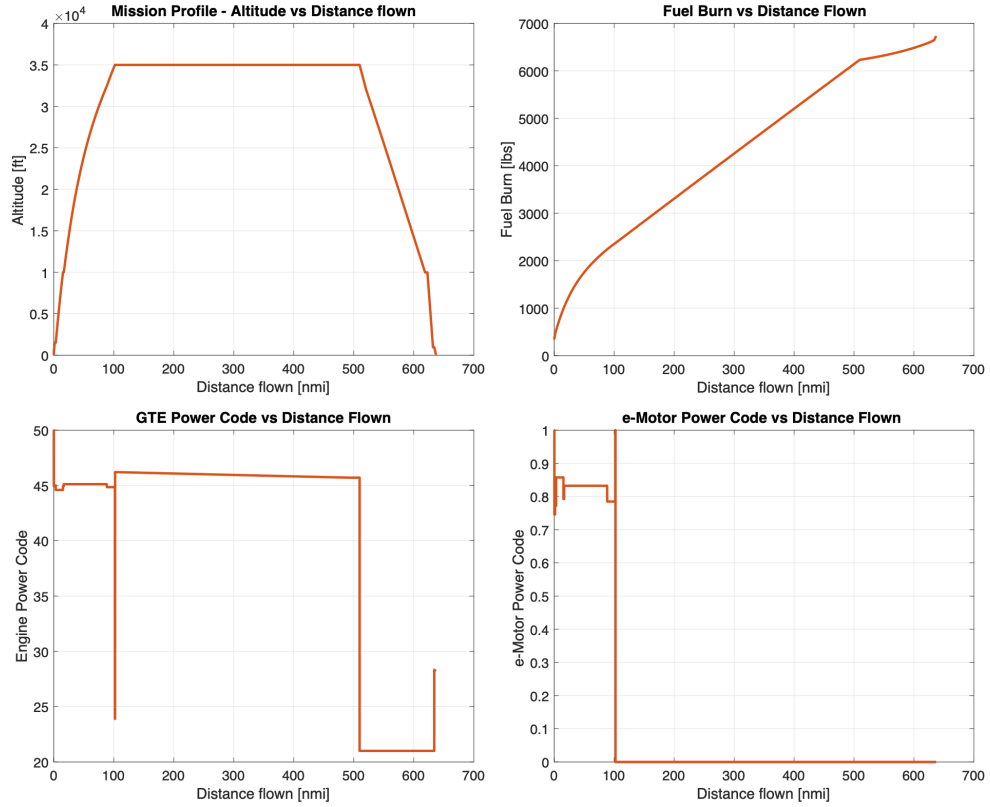 Mission Profile - Altitude vs Distance flown
×10⁴
4
3.5
3
2.5
2
1.5
1
0.5
0
Altitude [ft]
0 100 200 300 400 500 600 700
Distance flown [nmi]
Fuel Burn vs Distance Flown
7000
6000
5000
4000
3000
2000
1000
0
Fuel Burn [lbs]
0 100 200 300 400 500 600 700
Distance flown [nmi]
GTE Power Code vs Distance Flown
50
45
40
35
30
25
20
Engine Power Code
0 100 200 300 400 500 600 700
Distance flown [nmi]
e-Motor Power Code vs Distance Flown
1
0.9
0.8
0.7
0.6
0.5
0.4
0.3
0.2
0.1
0
e-Motor Power Code
0 100 200 300 400 500 600 700
Distance flown [nmi]